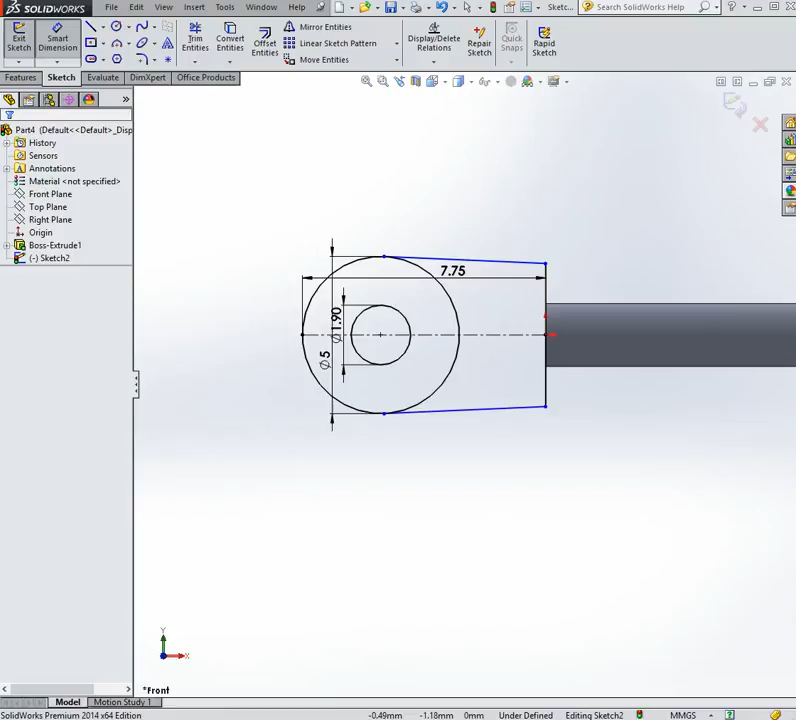 SOLIDWORKS File Edit View Insert Tools Window Help Sketc... Search SolidWorks Help
Exit Sketch Smart Dimension Trim Entities Convert Entities Offset Entities Mirror Entities Linear Sketch Pattern Move Entities Display/Delete Relations Repair Sketch Quick Snaps Rapid Sketch
Features Sketch Evaluate DimXpert Office Products
Part4 (Default<<Default>_Disp
History
Sensors
Annotations
Material <not specified>
Front Plane
Top Plane
Right Plane
Origin
Boss-Extrude1
(-) Sketch2
7.75
∅1.90
∅5
Y
X
*Front
Model Motion Study 1
SolidWorks Premium 2014 x64 Edition -0.49mm -1.18mm 0mm Under Defined Editing Sketch2 MMGS